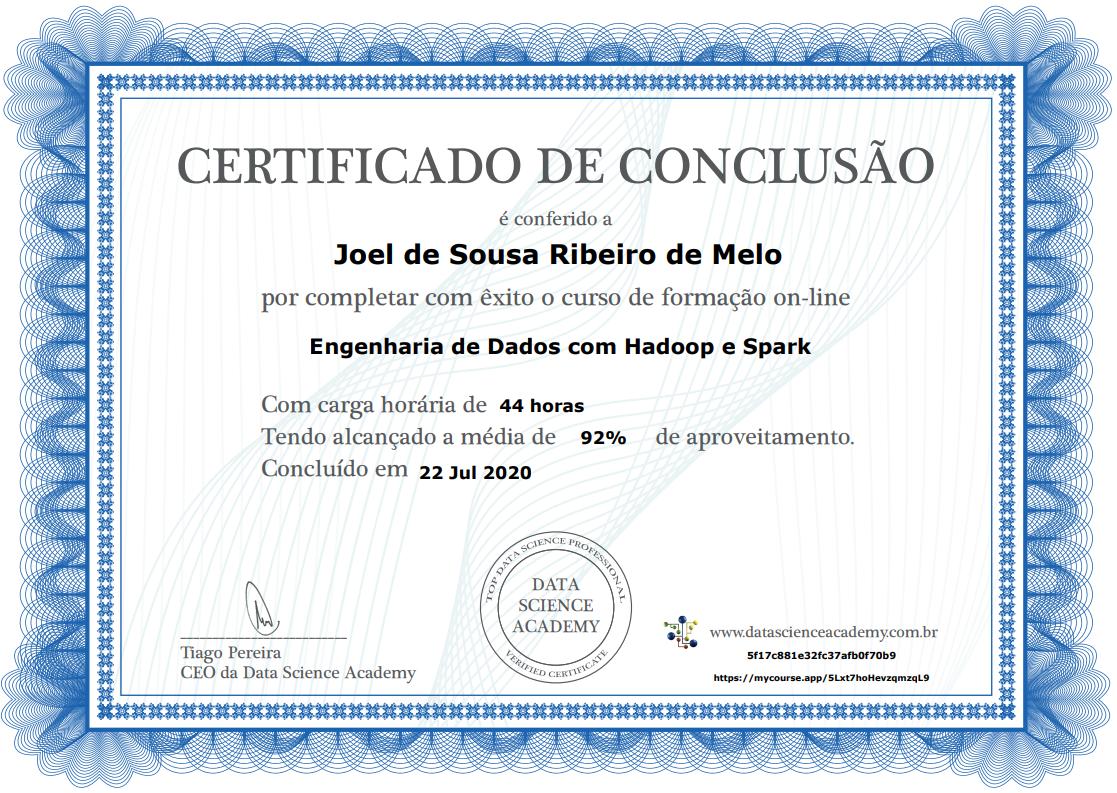 CERTIFICADO DE CONCLUSÃO
é conferido a
Joel de Sousa Ribeiro de Melo
por completar com êxito o curso de formação on-line
Engenharia de Dados com Hadoop e Spark
Com carga horária de 44 horas
Tendo alcançado a média de 92% de aproveitamento.
Concluído em 22 Jul 2020
TOP DATA SCIENCE PROFESSIONAL
DATA
SCIENCE
ACADEMY
VERIFIED CERTIFICATE
Tiago Pereira
CEO da Data Science Academy
www.datascienceacademy.com.br
5f17c881e32fc37afb0f70b9
https://mycourse.app/5Lxt7hoHevzqmzqL9